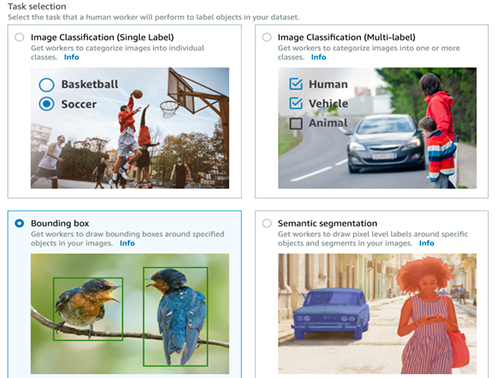 Task selection
Select the task that a human worker will perform to label objects in your dataset.
Image Classification (Single Label)
Get workers to categorize images into individual
classes. Info
Basketball
Soccer
Image Classification (Multi-label)
Get workers to categorize images into one or more
classes. Info
Human
Vehicle
Animal
Bounding box
Get workers to draw bounding boxes around specified
objects in your images. Info
Semantic segmentation
Get workers to draw pixel level labels around specific
objects and segments in your images. Info